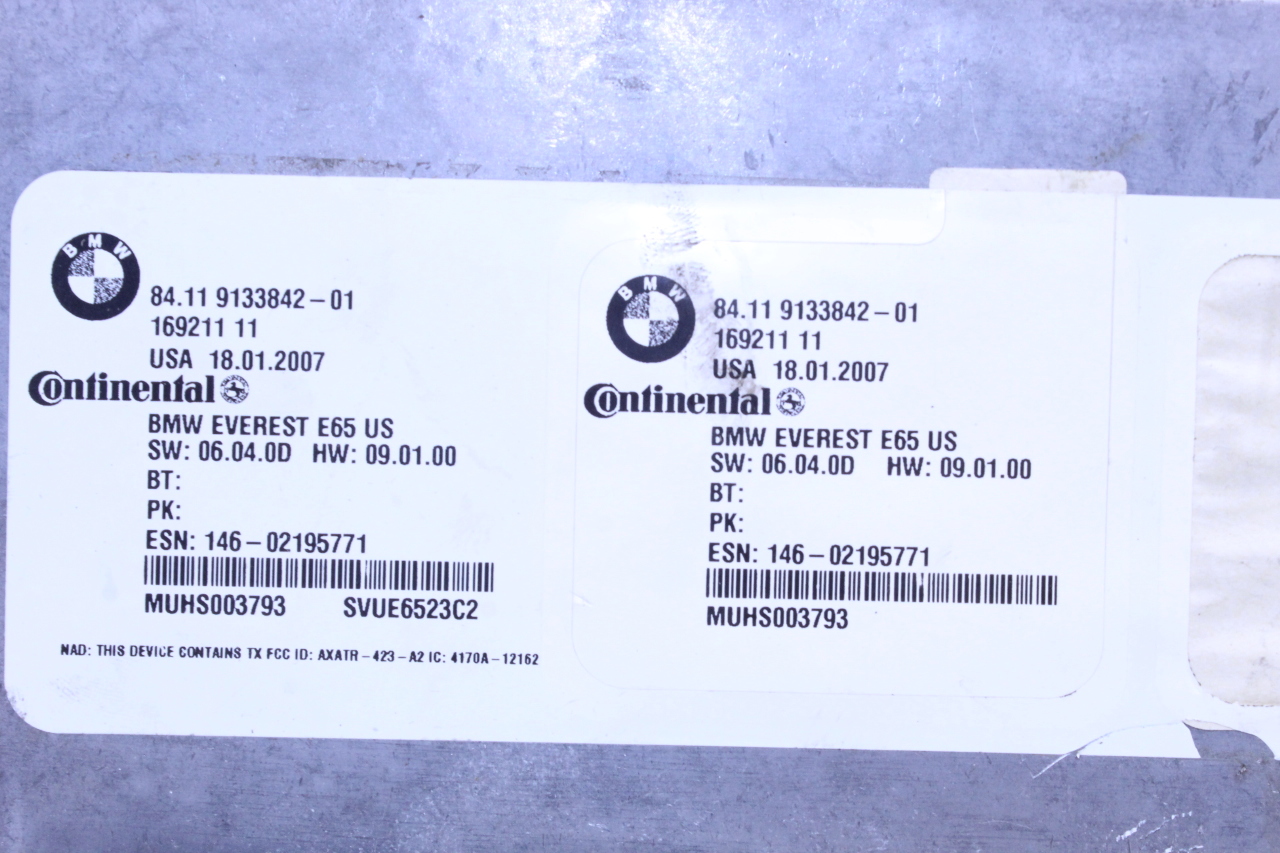 BMW
84.11 9133842-01
169211 11
USA 18.01.2007
Continental
BMW EVEREST E65 US
SW: 06.04.0D HW: 09.01.00
BT:
PK:
ESN: 146-02195771
MUHS003793 SVUE6523C2
NAD: THIS DEVICE CONTAINS TX FCC ID: AXATR-423-A2 IC: 4170A-12162
BMW
84.11 9133842-01
169211 11
USA 18.01.2007
Continental
BMW EVEREST E65 US
SW: 06.04.0D HW: 09.01.00
BT:
PK:
ESN: 146-02195771
MUHS003793